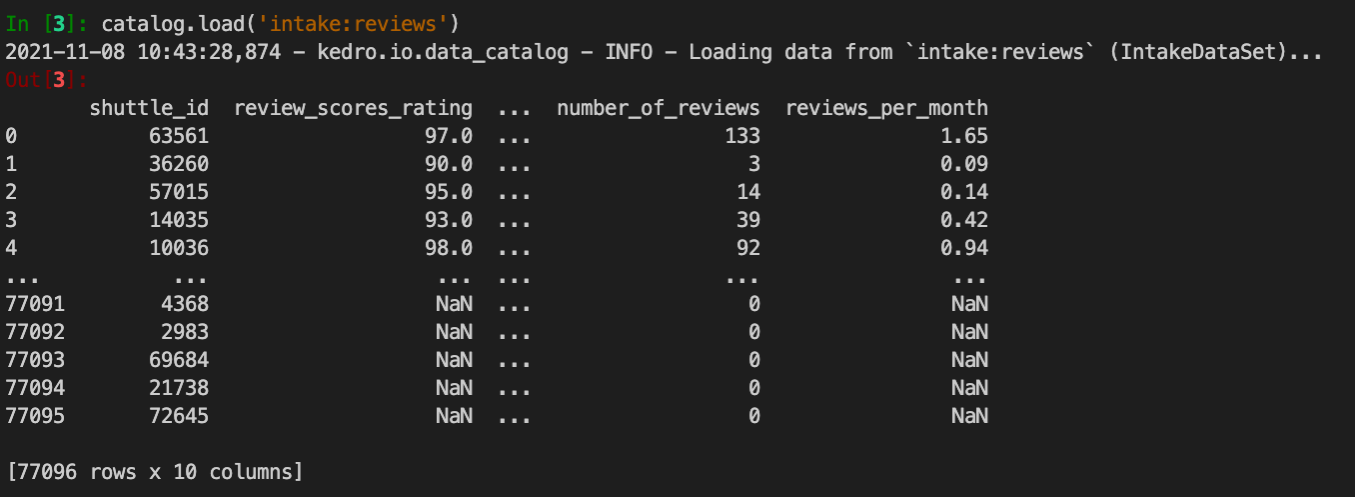 In [3]: catalog.load('intake:reviews')
2021-11-08 10:43:28,874 - kedro.io.data_catalog - INFO - Loading data from `intake:reviews` (IntakeDataSet)...
Out[3]:
shuttle_id review_scores_rating ... number_of_reviews reviews_per_month
0 63561 97.0 ... 133 1.65
1 36260 90.0 ... 3 0.09
2 57015 95.0 ... 14 0.14
3 14035 93.0 ... 39 0.42
4 10036 98.0 ... 92 0.94
... ... ... ... ... ...
77091 4368 NaN ... 0 NaN
77092 2983 NaN ... 0 NaN
77093 69684 NaN ... 0 NaN
77094 21738 NaN ... 0 NaN
77095 72645 NaN ... 0 NaN
[77096 rows x 10 columns]